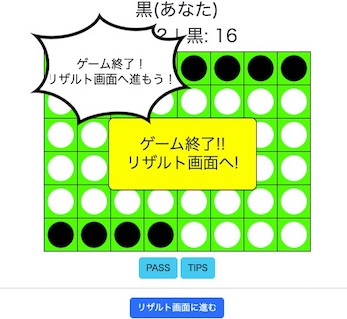 黒(あなた)
2 | 黒: 16
ゲーム終了！
リザルト画面へ進もう！
ゲーム終了!!
リザルト画面へ!
PASS
TIPS
リザルト画面に進む